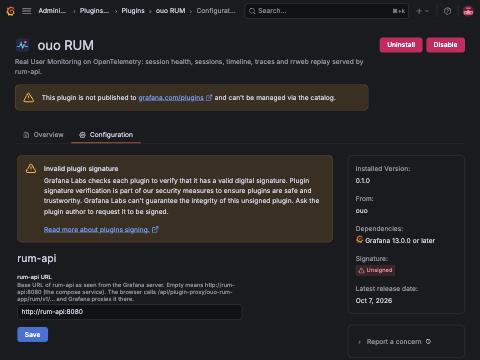 Admini... › Plugins... › Plugins › ouo RUM › Configurat...
Search... ⌘+k
ouo RUM
Uninstall
Disable
Real User Monitoring on OpenTelemetry: session health, sessions, timeline, traces and rrweb replay served by
rum-api.
This plugin is not published to grafana.com/plugins and can't be managed via the catalog.
Overview
Configuration
Invalid plugin signature
Grafana Labs checks each plugin to verify that it has a valid digital signature. Plugin
signature verification is part of our security measures to ensure plugins are safe and
trustworthy. Grafana Labs can't guarantee the integrity of this unsigned plugin. Ask the
plugin author to request it to be signed.
Read more about plugins signing.
rum-api
rum-api URL
Base URL of rum-api as seen from the Grafana server. Empty means http://rum-
api:8080 (the compose service). The browser calls /api/plugin-proxy/ouo-rum-
app/rum/v1/... and Grafana proxies it there.
http://rum-api:8080
Save
Installed Version:
0.1.0
From:
ouo
Dependencies:
Grafana 13.0.0 or later
Signature:
Unsigned
Latest release date:
Oct 7, 2026
› Report a concern